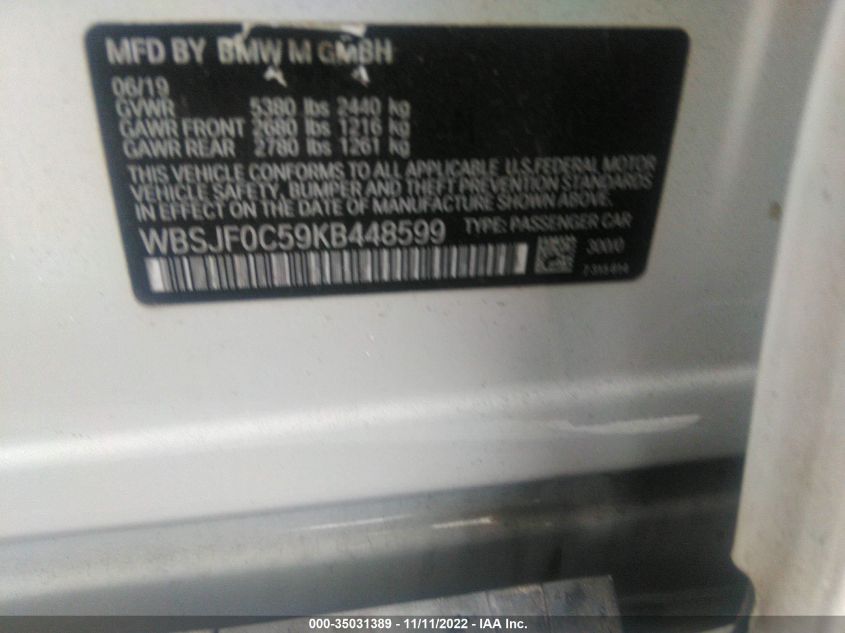 MFD BY BMW M GMBH
06/19
GVWR 5380 lbs 2440 kg
GAWR FRONT 2680 lbs 1216 kg
GAWR REAR 2780 lbs 1261 kg
THIS VEHICLE CONFORMS TO ALL APPLICABLE U.S.FEDERAL MOTOR
VEHICLE SAFETY, BUMPER AND THEFT PREVENTION STANDARDS
IN EFFECT ON THE DATE OF MANUFACTURE SHOWN ABOVE.
WBSJF0C59KB448599 TYPE: PASSENGER CAR
300/0
000-35031389 - 11/11/2022 - IAA Inc.